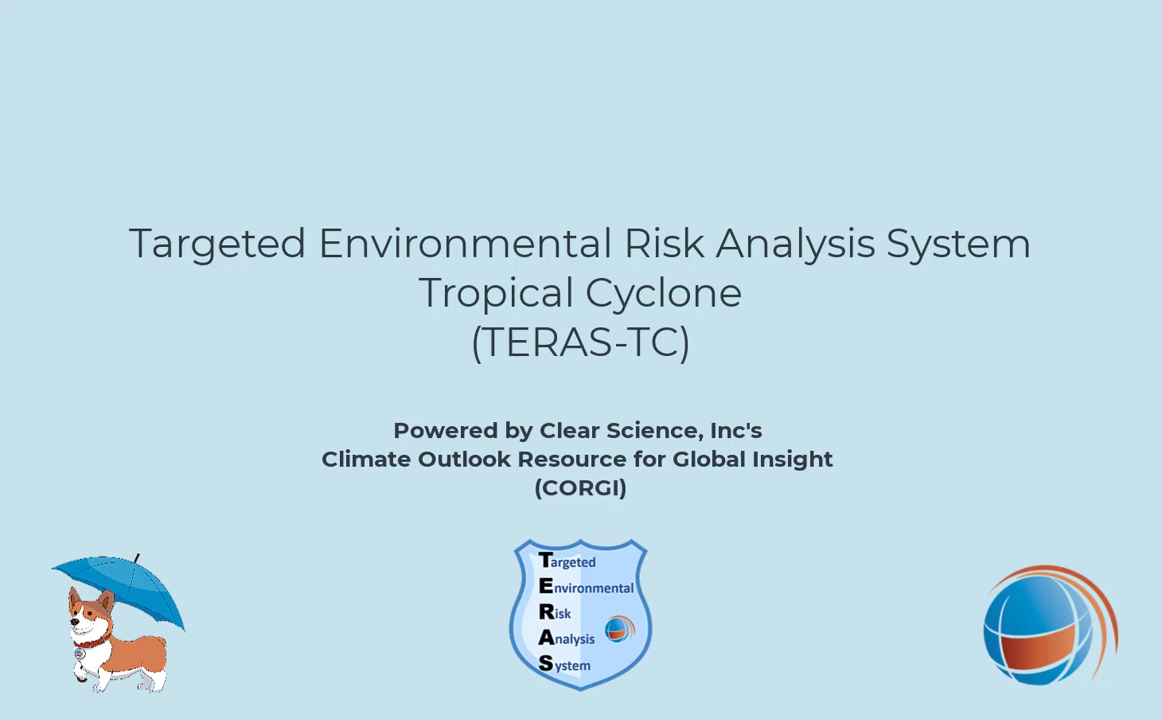 Targeted Environmental Risk Analysis System
Tropical Cyclone
(TERAS-TC)
Powered by Clear Science, Inc's
Climate Outlook Resource for Global Insight
(CORGI)
Targeted
Environmental
Risk
Analysis
System